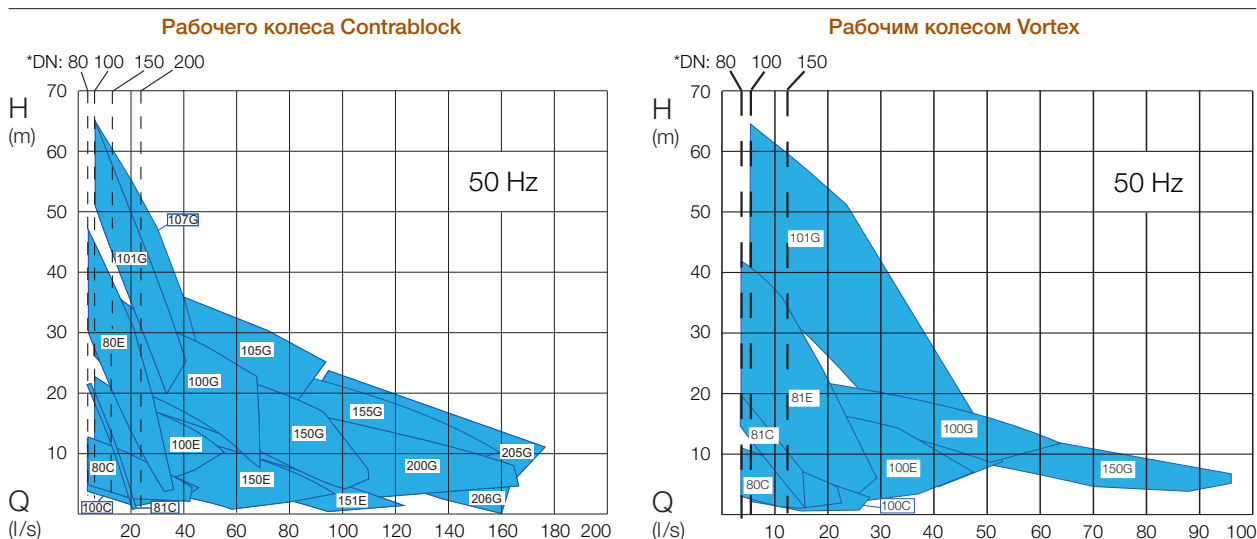 Рабочего колеса Contrablock
*DN: 80 100 150 200
H
(m)
70
60
50
40
30
20
10
Q
(l/s)
20 40 60 80 100 120 140 160 180 200
50 Hz
107G
101G
80E
105G
100G
155G
150G
100E
205G
200G
80C
150E
151E
206G
100C
81C
Рабочим колесом Vortex
*DN: 80 100 150
H
(m)
70
60
50
40
30
20
10
Q
(l/s)
10 20 30 40 50 60 70 80 90 100
50 Hz
101G
81E
81C
100G
100E
150G
80C
100C